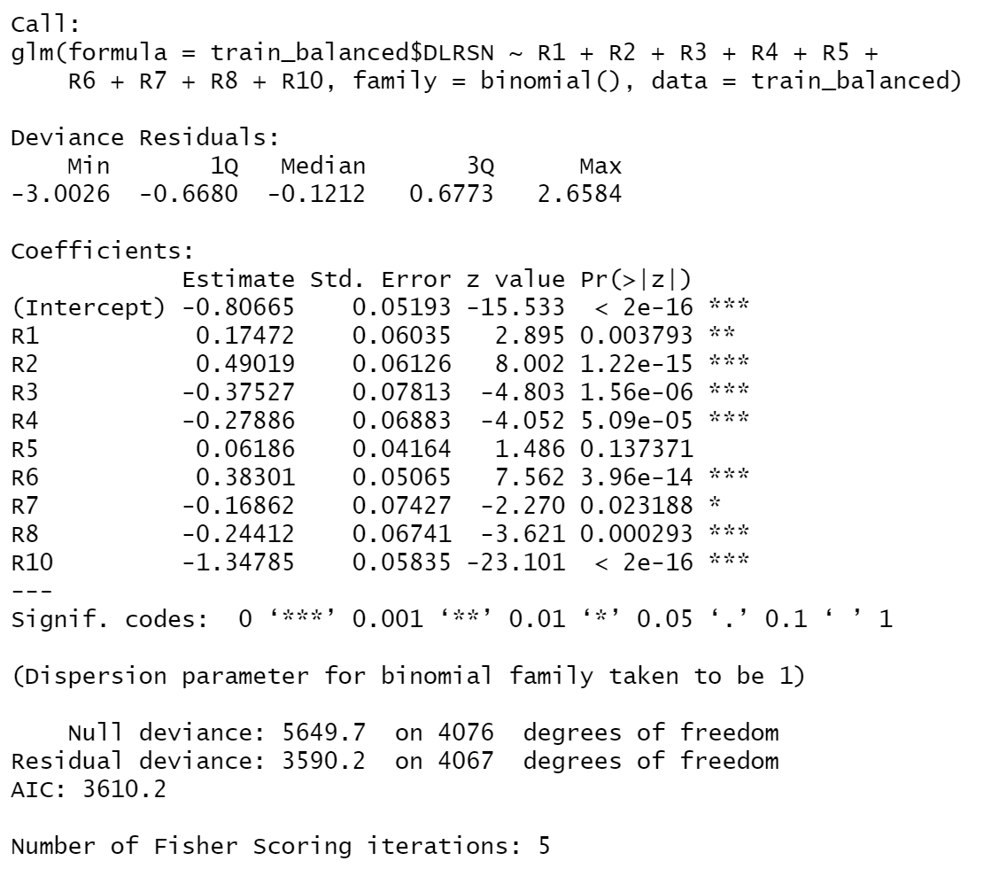 Call:
glm(formula = train_balanced$DLRSN ~ R1 + R2 + R3 + R4 + R5 +
    R6 + R7 + R8 + R10, family = binomial(), data = train_balanced)

Deviance Residuals:
    Min       1Q   Median       3Q      Max
-3.0026  -0.6680  -0.1212   0.6773   2.6584

Coefficients:
            Estimate Std. Error z value Pr(>|z|)
(Intercept) -0.80665    0.05193 -15.533  < 2e-16 ***
R1           0.17472    0.06035   2.895 0.003793 **
R2           0.49019    0.06126   8.002 1.22e-15 ***
R3          -0.37527    0.07813  -4.803 1.56e-06 ***
R4          -0.27886    0.06883  -4.052 5.09e-05 ***
R5           0.06186    0.04164   1.486 0.137371
R6           0.38301    0.05065   7.562 3.96e-14 ***
R7          -0.16862    0.07427  -2.270 0.023188 *
R8          -0.24412    0.06741  -3.621 0.000293 ***
R10         -1.34785    0.05835 -23.101  < 2e-16 ***
---
Signif. codes:  0 ‘***’ 0.001 ‘**’ 0.01 ‘*’ 0.05 ‘.’ 0.1 ‘ ’ 1

(Dispersion parameter for binomial family taken to be 1)

    Null deviance: 5649.7  on 4076  degrees of freedom
Residual deviance: 3590.2  on 4067  degrees of freedom
AIC: 3610.2

Number of Fisher Scoring iterations: 5